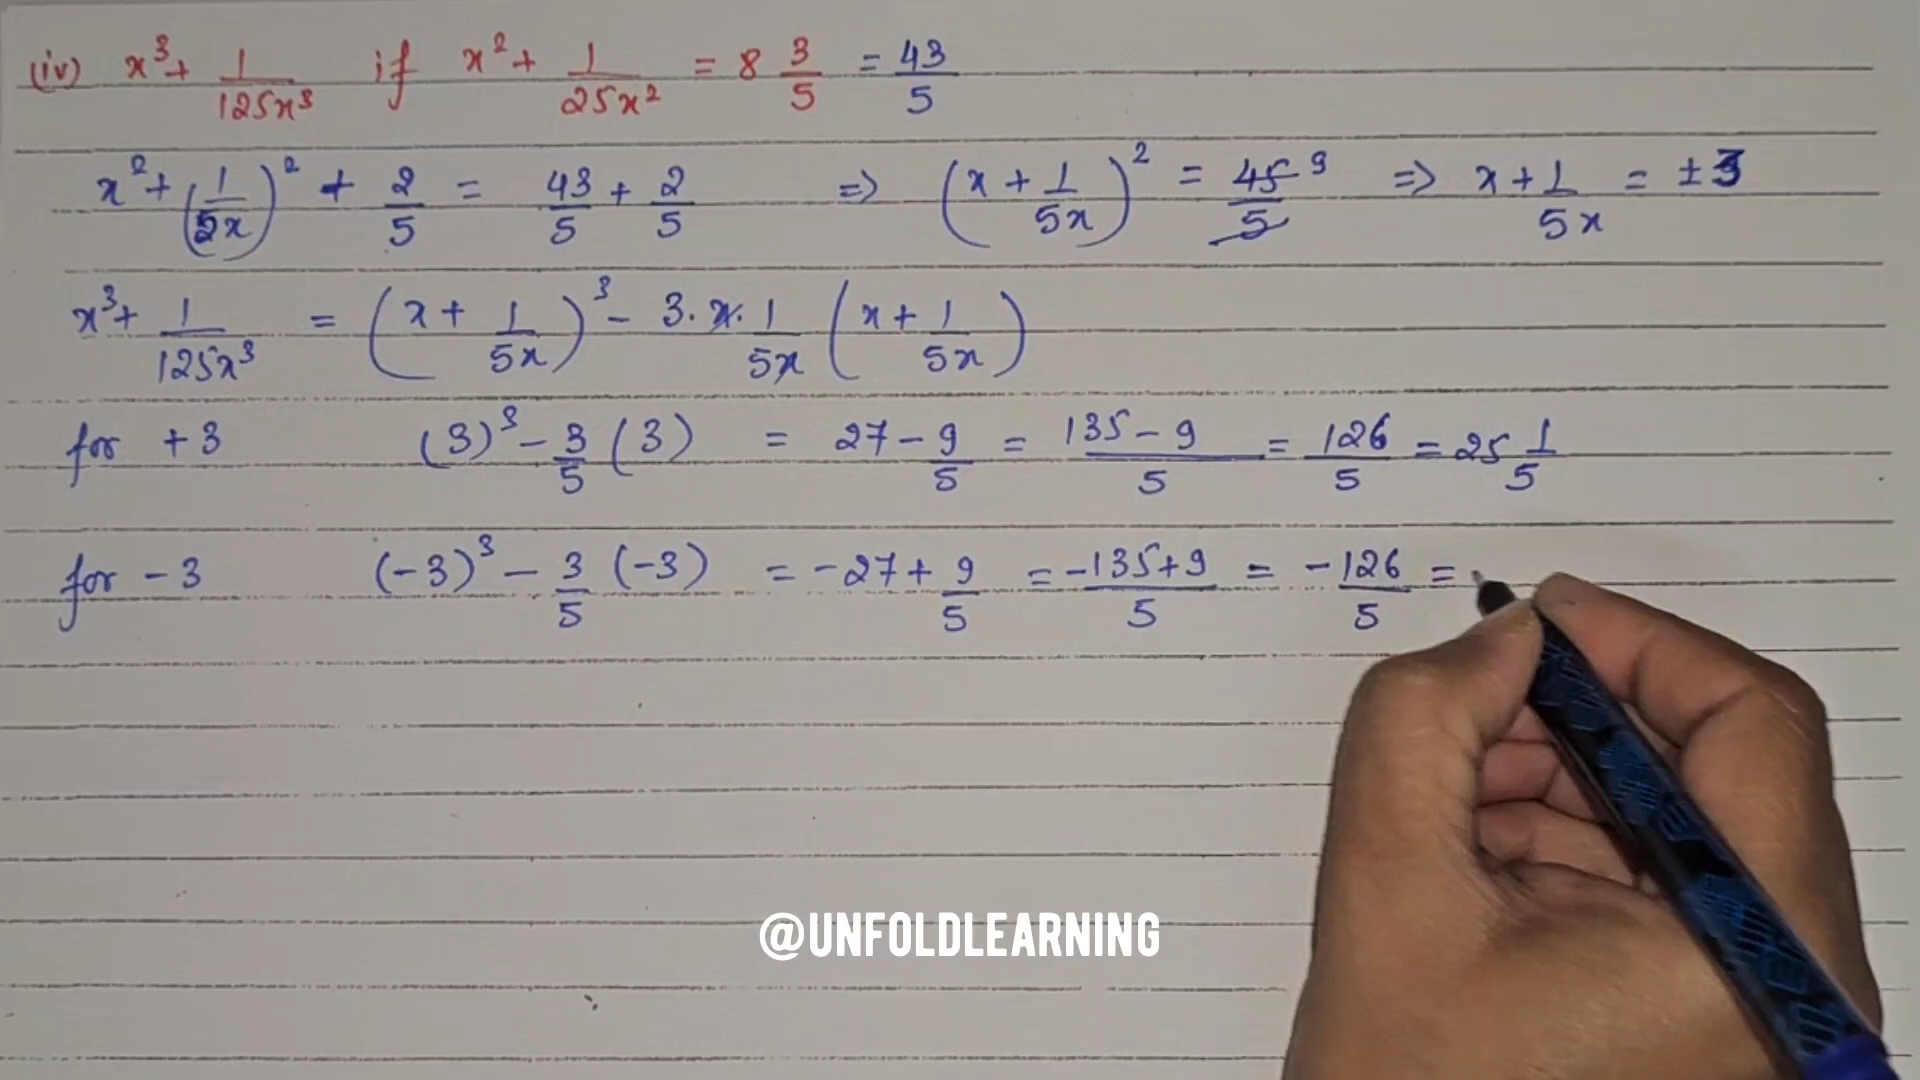 (iv) x³ + 1/125x³ if x² + 1/25x² = 8 3/5 = 43/5
x² + (1/5x)² + 2/5 = 43/5 + 2/5 => (x + 1/5x)² = 45/5 9 => x + 1/5x = ±3
x³ + 1/125x³ = (x + 1/5x)³ - 3·x·1/5x (x + 1/5x)
for +3 (3)³ - 3/5 (3) = 27 - 9/5 = 135 - 9/5 = 126/5 = 25 1/5
for -3 (-3)³ - 3/5 (-3) = -27 + 9/5 = -135+9/5 = -126/5 =
@UNFOLDLEARNING